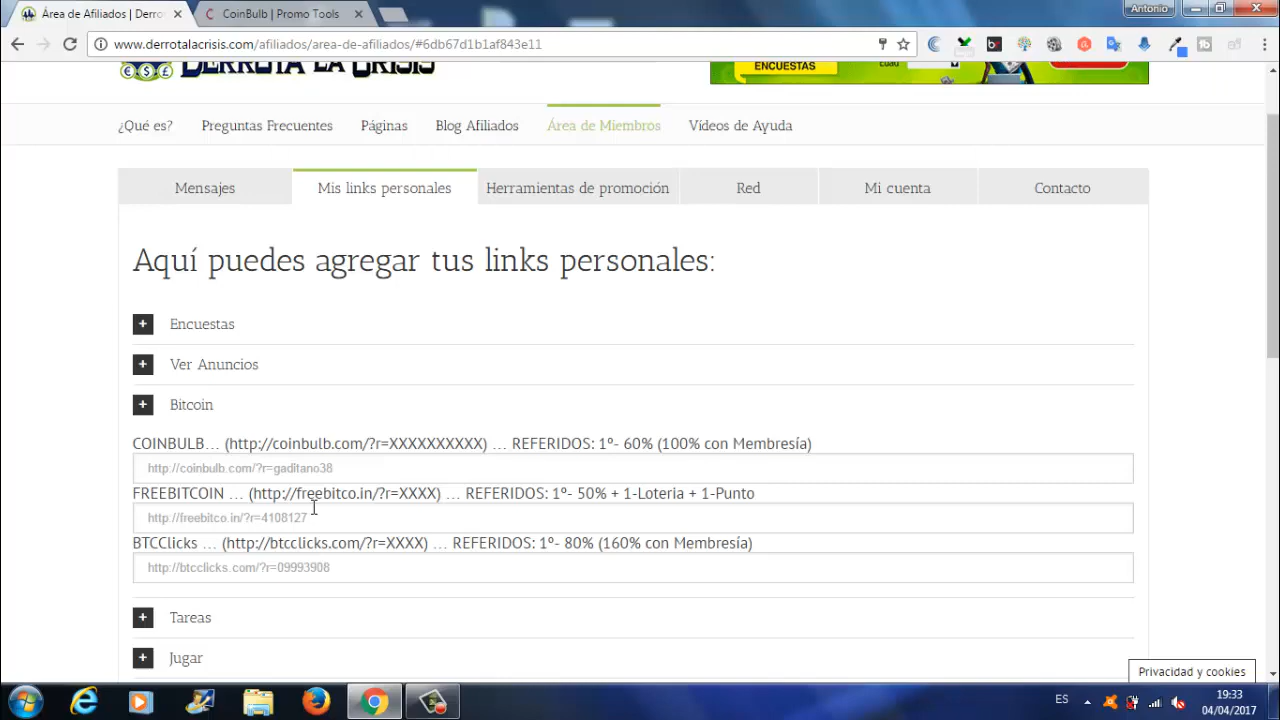 Área de Afiliados | Derro
CoinBulb | Promo Tools
Antonio
www.derrotalacrisis.com/afiliados/area-de-afiliados/#6db67d1b1af843e11
DERROTA LA CRISIS
ENCUESTAS
¿Qué es?
Preguntas Frecuentes
Páginas
Blog Afiliados
Área de Miembros
Vídeos de Ayuda
Mensajes
Mis links personales
Herramientas de promoción
Red
Mi cuenta
Contacto
Aquí puedes agregar tus links personales:
Encuestas
Ver Anuncios
Bitcoin
COINBULB... (http://coinbulb.com/?r=XXXXXXXXXX) ... REFERIDOS: 1º- 60% (100% con Membresía)
http://coinbulb.com/?r=gaditano38
FREEBITCOIN ... (http://freebitco.in/?r=XXXX) ... REFERIDOS: 1º- 50% + 1-Loteria + 1-Punto
http://freebitco.in/?r=4108127
BTCClicks ... (http://btcclicks.com/?r=XXXX) ... REFERIDOS: 1º- 80% (160% con Membresía)
http://btcclicks.com/?r=09993908
Tareas
Jugar
Privacidad y cookies
ES
19:33
04/04/2017